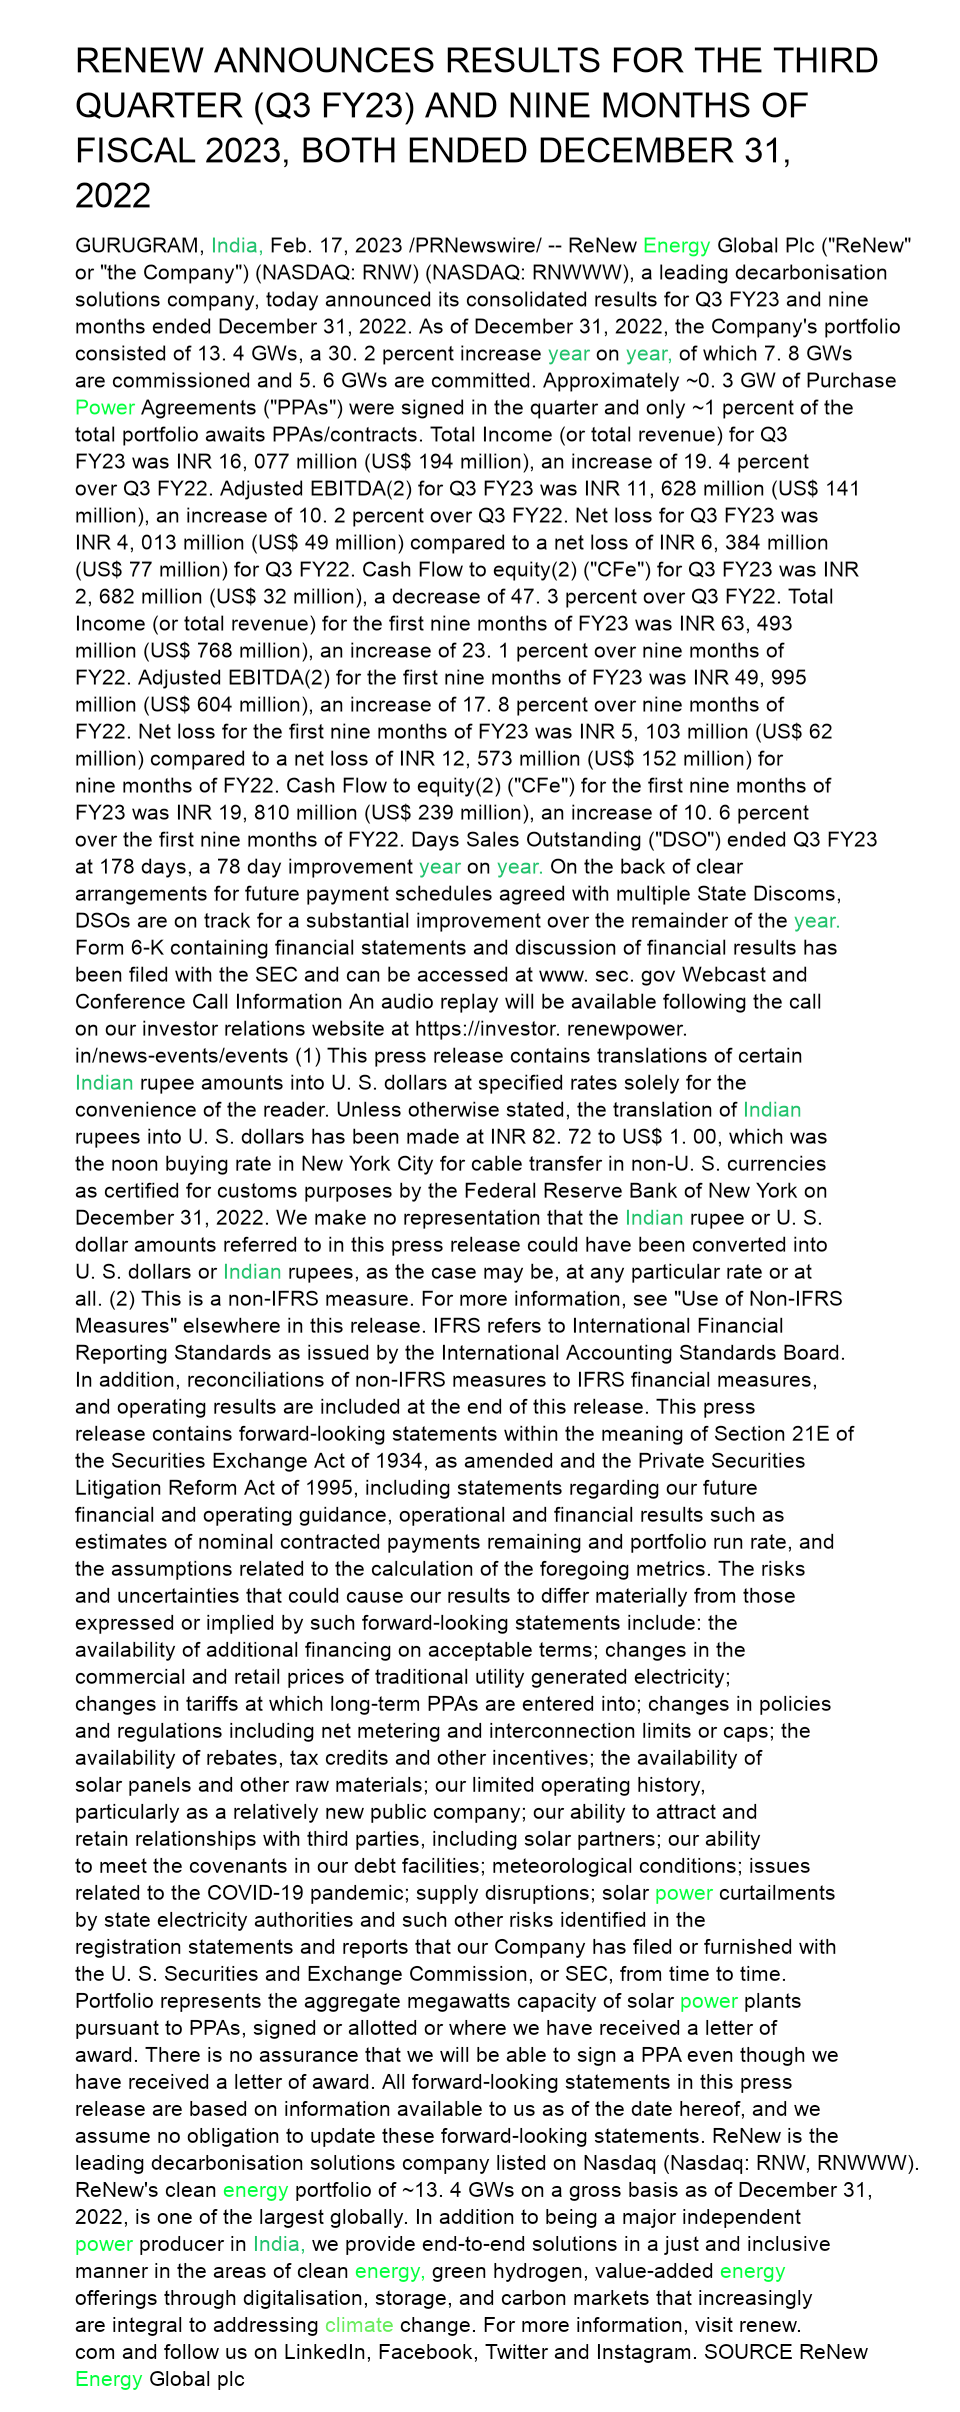 RENEW ANNOUNCES RESULTS FOR THE THIRD
QUARTER (Q3 FY23) AND NINE MONTHS OF
FISCAL 2023, BOTH ENDED DECEMBER 31,
2022
GURUGRAM, India, Feb. 17, 2023 /PRNewswire/ -- ReNew Energy Global Plc ("ReNew"
or "the Company") (NASDAQ: RNW) (NASDAQ: RNWWW), a leading decarbonisation
solutions company, today announced its consolidated results for Q3 FY23 and nine
months ended December 31, 2022. As of December 31, 2022, the Company's portfolio
consisted of 13. 4 GWs, a 30. 2 percent increase year on year, of which 7. 8 GWs
are commissioned and 5. 6 GWs are committed. Approximately ~0. 3 GW of Purchase
Power Agreements ("PPAs") were signed in the quarter and only ~1 percent of the
total portfolio awaits PPAs/contracts. Total Income (or total revenue) for Q3
FY23 was INR 16, 077 million (US$ 194 million), an increase of 19. 4 percent
over Q3 FY22. Adjusted EBITDA(2) for Q3 FY23 was INR 11, 628 million (US$ 141
million), an increase of 10. 2 percent over Q3 FY22. Net loss for Q3 FY23 was
INR 4, 013 million (US$ 49 million) compared to a net loss of INR 6, 384 million
(US$ 77 million) for Q3 FY22. Cash Flow to equity(2) ("CFe") for Q3 FY23 was INR
2, 682 million (US$ 32 million), a decrease of 47. 3 percent over Q3 FY22. Total
Income (or total revenue) for the first nine months of FY23 was INR 63, 493
million (US$ 768 million), an increase of 23. 1 percent over nine months of
FY22. Adjusted EBITDA(2) for the first nine months of FY23 was INR 49, 995
million (US$ 604 million), an increase of 17. 8 percent over nine months of
FY22. Net loss for the first nine months of FY23 was INR 5, 103 million (US$ 62
million) compared to a net loss of INR 12, 573 million (US$ 152 million) for
nine months of FY22. Cash Flow to equity(2) ("CFe") for the first nine months of
FY23 was INR 19, 810 million (US$ 239 million), an increase of 10. 6 percent
over the first nine months of FY22. Days Sales Outstanding ("DSO") ended Q3 FY23
at 178 days, a 78 day improvement year on year. On the back of clear
arrangements for future payment schedules agreed with multiple State Discoms,
DSOs are on track for a substantial improvement over the remainder of the year.
Form 6-K containing financial statements and discussion of financial results has
been filed with the SEC and can be accessed at www. sec. gov Webcast and
Conference Call Information An audio replay will be available following the call
on our investor relations website at https://investor. renewpower.
in/news-events/events (1) This press release contains translations of certain
Indian rupee amounts into U. S. dollars at specified rates solely for the
convenience of the reader. Unless otherwise stated, the translation of Indian
rupees into U. S. dollars has been made at INR 82. 72 to US$ 1. 00, which was
the noon buying rate in New York City for cable transfer in non-U. S. currencies
as certified for customs purposes by the Federal Reserve Bank of New York on
December 31, 2022. We make no representation that the Indian rupee or U. S.
dollar amounts referred to in this press release could have been converted into
U. S. dollars or Indian rupees, as the case may be, at any particular rate or at
all. (2) This is a non-IFRS measure. For more information, see "Use of Non-IFRS
Measures" elsewhere in this release. IFRS refers to International Financial
Reporting Standards as issued by the International Accounting Standards Board.
In addition, reconciliations of non-IFRS measures to IFRS financial measures,
and operating results are included at the end of this release. This press
release contains forward-looking statements within the meaning of Section 21E of
the Securities Exchange Act of 1934, as amended and the Private Securities
Litigation Reform Act of 1995, including statements regarding our future
financial and operating guidance, operational and financial results such as
estimates of nominal contracted payments remaining and portfolio run rate, and
the assumptions related to the calculation of the foregoing metrics. The risks
and uncertainties that could cause our results to differ materially from those
expressed or implied by such forward-looking statements include: the
availability of additional financing on acceptable terms; changes in the
commercial and retail prices of traditional utility generated electricity;
changes in tariffs at which long-term PPAs are entered into; changes in policies
and regulations including net metering and interconnection limits or caps; the
availability of rebates, tax credits and other incentives; the availability of
solar panels and other raw materials; our limited operating history,
particularly as a relatively new public company; our ability to attract and
retain relationships with third parties, including solar partners; our ability
to meet the covenants in our debt facilities; meteorological conditions; issues
related to the COVID-19 pandemic; supply disruptions; solar power curtailments
by state electricity authorities and such other risks identified in the
registration statements and reports that our Company has filed or furnished with
the U. S. Securities and Exchange Commission, or SEC, from time to time.
Portfolio represents the aggregate megawatts capacity of solar power plants
pursuant to PPAs, signed or allotted or where we have received a letter of
award. There is no assurance that we will be able to sign a PPA even though we
have received a letter of award. All forward-looking statements in this press
release are based on information available to us as of the date hereof, and we
assume no obligation to update these forward-looking statements. ReNew is the
leading decarbonisation solutions company listed on Nasdaq (Nasdaq: RNW, RNWWW).
ReNew's clean energy portfolio of ~13. 4 GWs on a gross basis as of December 31,
2022, is one of the largest globally. In addition to being a major independent
power producer in India, we provide end-to-end solutions in a just and inclusive
manner in the areas of clean energy, green hydrogen, value-added energy
offerings through digitalisation, storage, and carbon markets that increasingly
are integral to addressing climate change. For more information, visit renew.
com and follow us on LinkedIn, Facebook, Twitter and Instagram. SOURCE ReNew
Energy Global plc